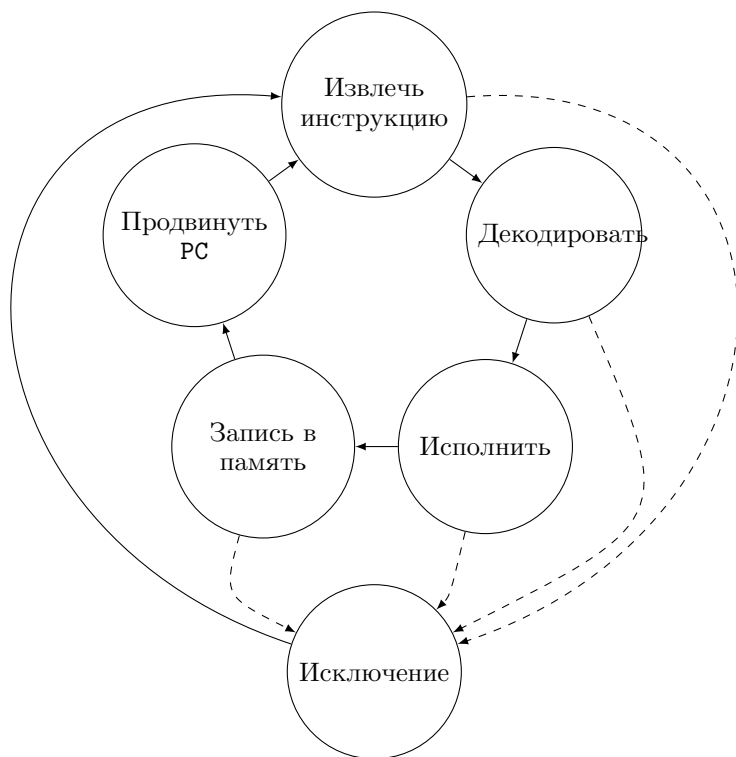 Извлечь
инструкцию
Продвинуть
PC
Декодировать
Запись в
память
Исполнить
Исключение